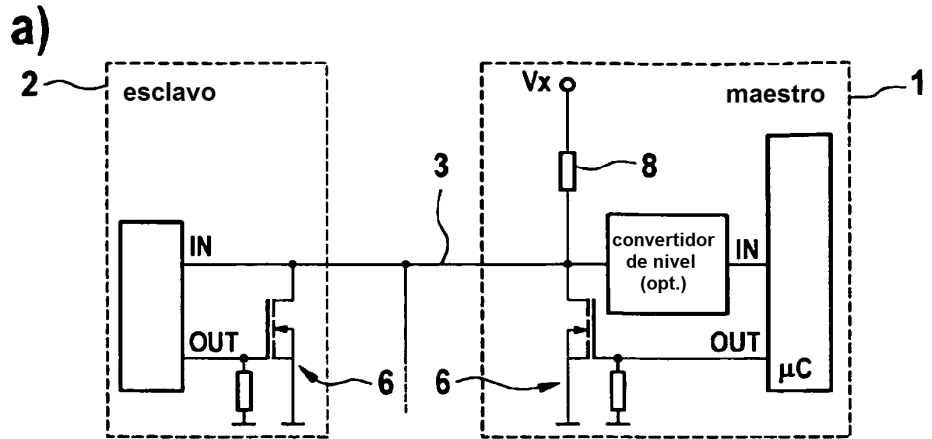 a)
2
esclavo
Vx
maestro
1
3
8
IN
convertidor
de nivel
(opt.)
IN
OUT
6
6
OUT
μC